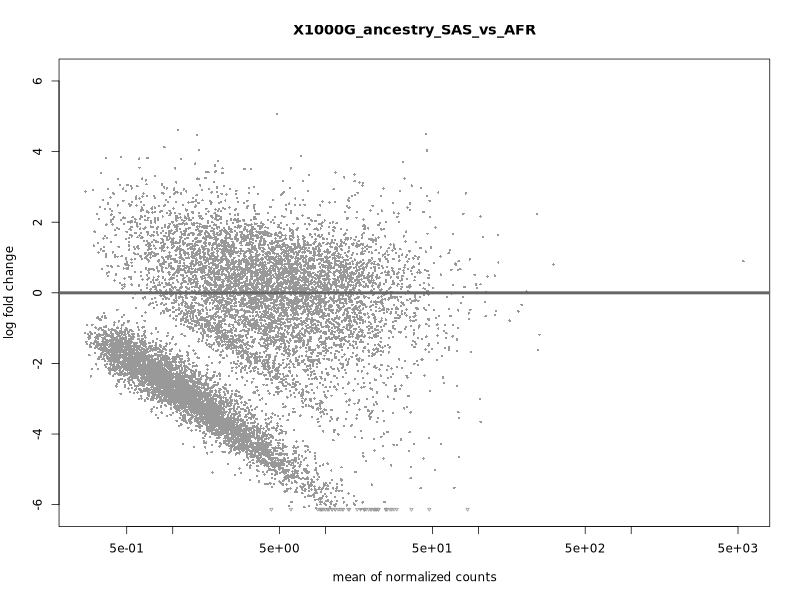 X1000G_ancestry_SAS_vs_AFR
6
4
2
0
-2
-4
-6
log fold change
5e-01
5e+00
5e+01
5e+02
5e+03
mean of normalized counts